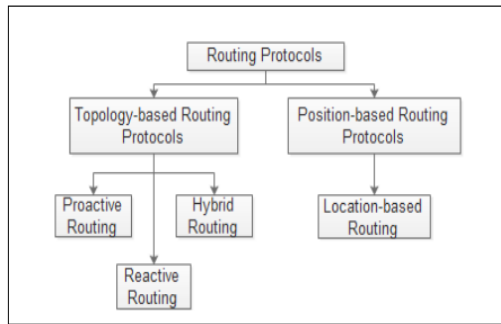 Routing Protocols
Topology-based Routing
Protocols
Position-based Routing
Protocols
Proactive
Routing
Hybrid
Routing
Location-based
Routing
Reactive
Routing